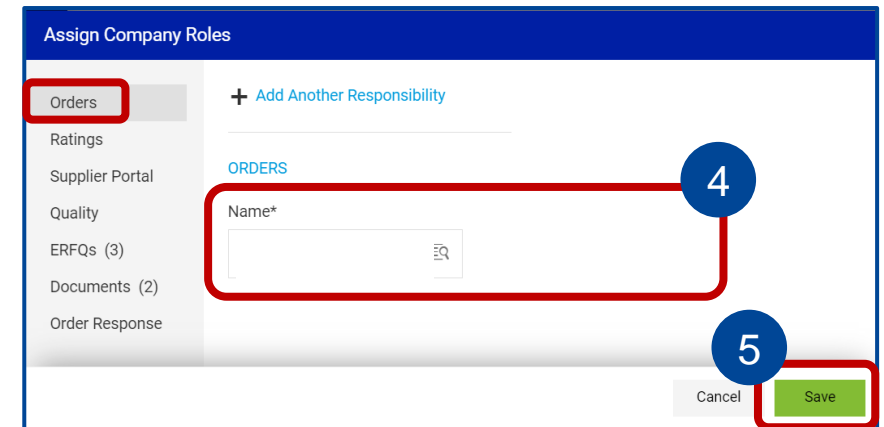 Assign Company Roles
Orders
Ratings
Supplier Portal
Quality
ERFQs (3)
Documents (2)
Order Response
+ Add Another Responsibility
ORDERS
4
Name*
5
Cancel
Save